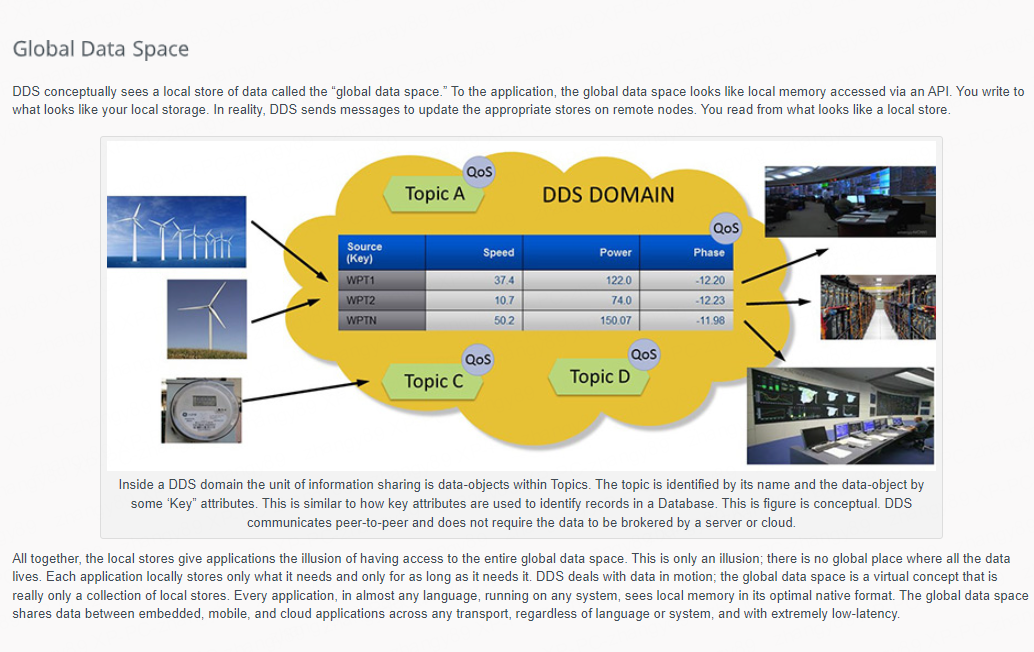 Global Data Space
DDS conceptually sees a local store of data called the “global data space.” To the application, the global data space looks like local memory accessed via an API. You write to
what looks like your local storage. In reality, DDS sends messages to update the appropriate stores on remote nodes. You read from what looks like a local store.
QoS
Topic A
DDS DOMAIN
QoS
Source (Key) Speed Power Phase
WPT1 37.4 122.0 -12.20
WPT2 10.7 74.0 -12.23
WPTN 50.2 150.07 -11.98
QoS
Topic C
QoS
Topic D
Inside a DDS domain the unit of information sharing is data-objects within Topics. The topic is identified by its name and the data-object by
some ‘Key” attributes. This is similar to how key attributes are used to identify records in a Database. This is figure is conceptual. DDS
communicates peer-to-peer and does not require the data to be brokered by a server or cloud.
All together, the local stores give applications the illusion of having access to the entire global data space. This is only an illusion; there is no global place where all the data
lives. Each application locally stores only what it needs and only for as long as it needs it. DDS deals with data in motion; the global data space is a virtual concept that is
really only a collection of local stores. Every application, in almost any language, running on any system, sees local memory in its optimal native format. The global data space
shares data between embedded, mobile, and cloud applications across any transport, regardless of language or system, and with extremely low-latency.